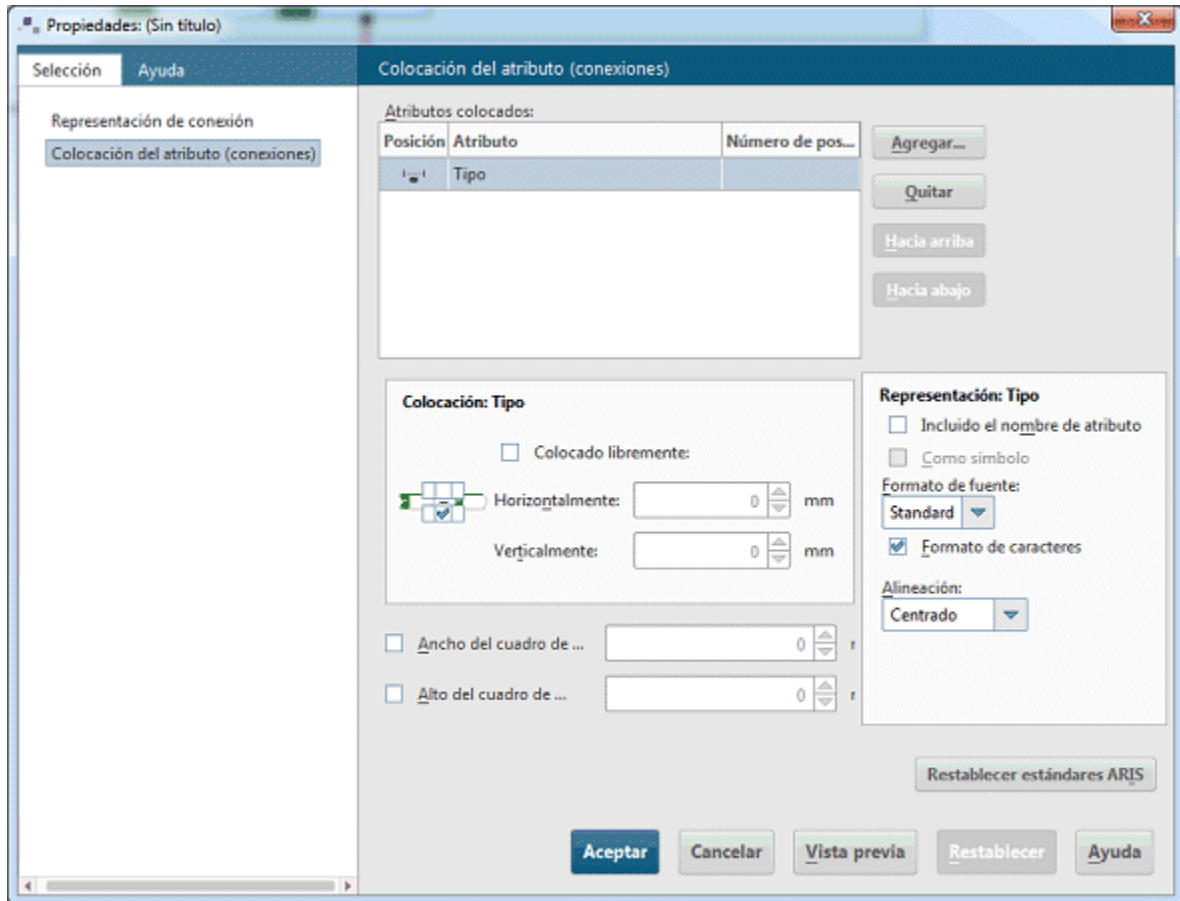 Propiedades: (Sin título)
Selección
Ayuda
Colocación del atributo (conexiones)
Representación de conexión
Colocación del atributo (conexiones)
Atributos colocados:
Posición Atributo Número de pos...
Tipo
Agregar...
Quitar
Hacia arriba
Hacia abajo
Colocación: Tipo
Colocado libremente:
Horizontalmente: 0 mm
Verticalmente: 0 mm
Representación: Tipo
Incluido el nombre de atributo
Como símbolo
Formato de fuente:
Standard
Formato de caracteres
Alineación:
Centrado
Ancho del cuadro de ... 0
Alto del cuadro de ... 0
Restablecer estándares ARIS
Aceptar
Cancelar
Vista previa
Restablecer
Ayuda